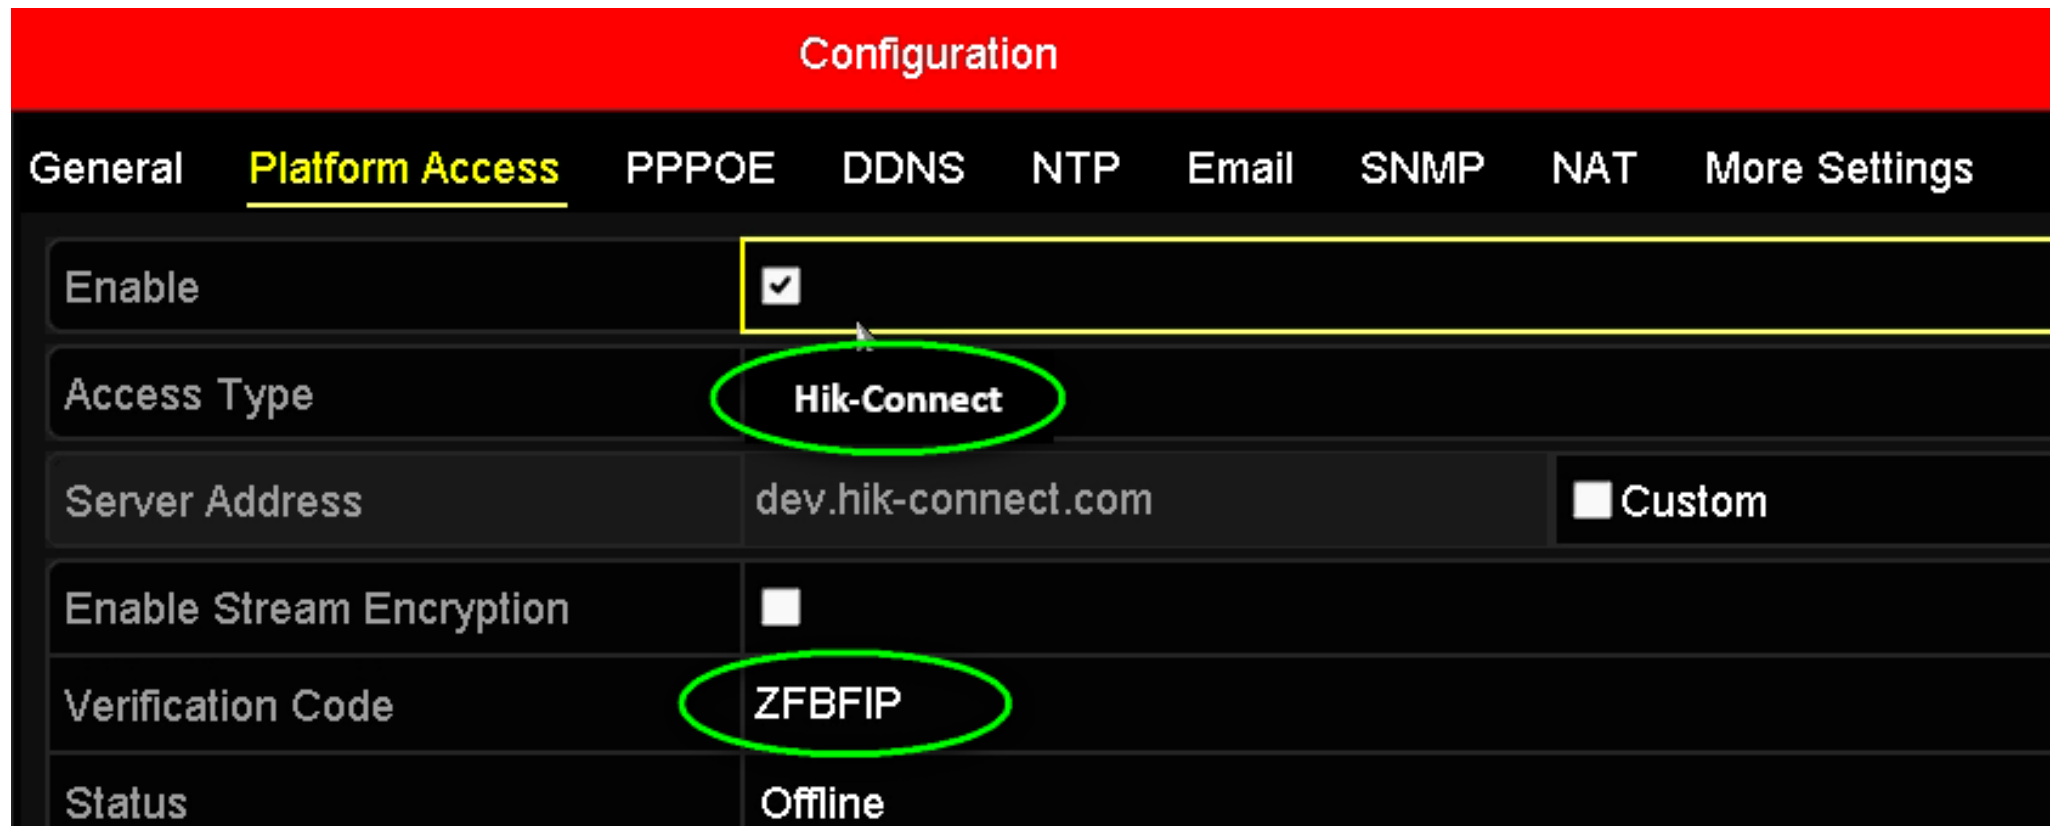 Configuration
General Platform Access PPPOE DDNS NTP Email SNMP NAT More Settings
Enable
Access Type Hik-Connect
Server Address dev.hik-connect.com Custom
Enable Stream Encryption
Verification Code ZFBFIP
Status Offline